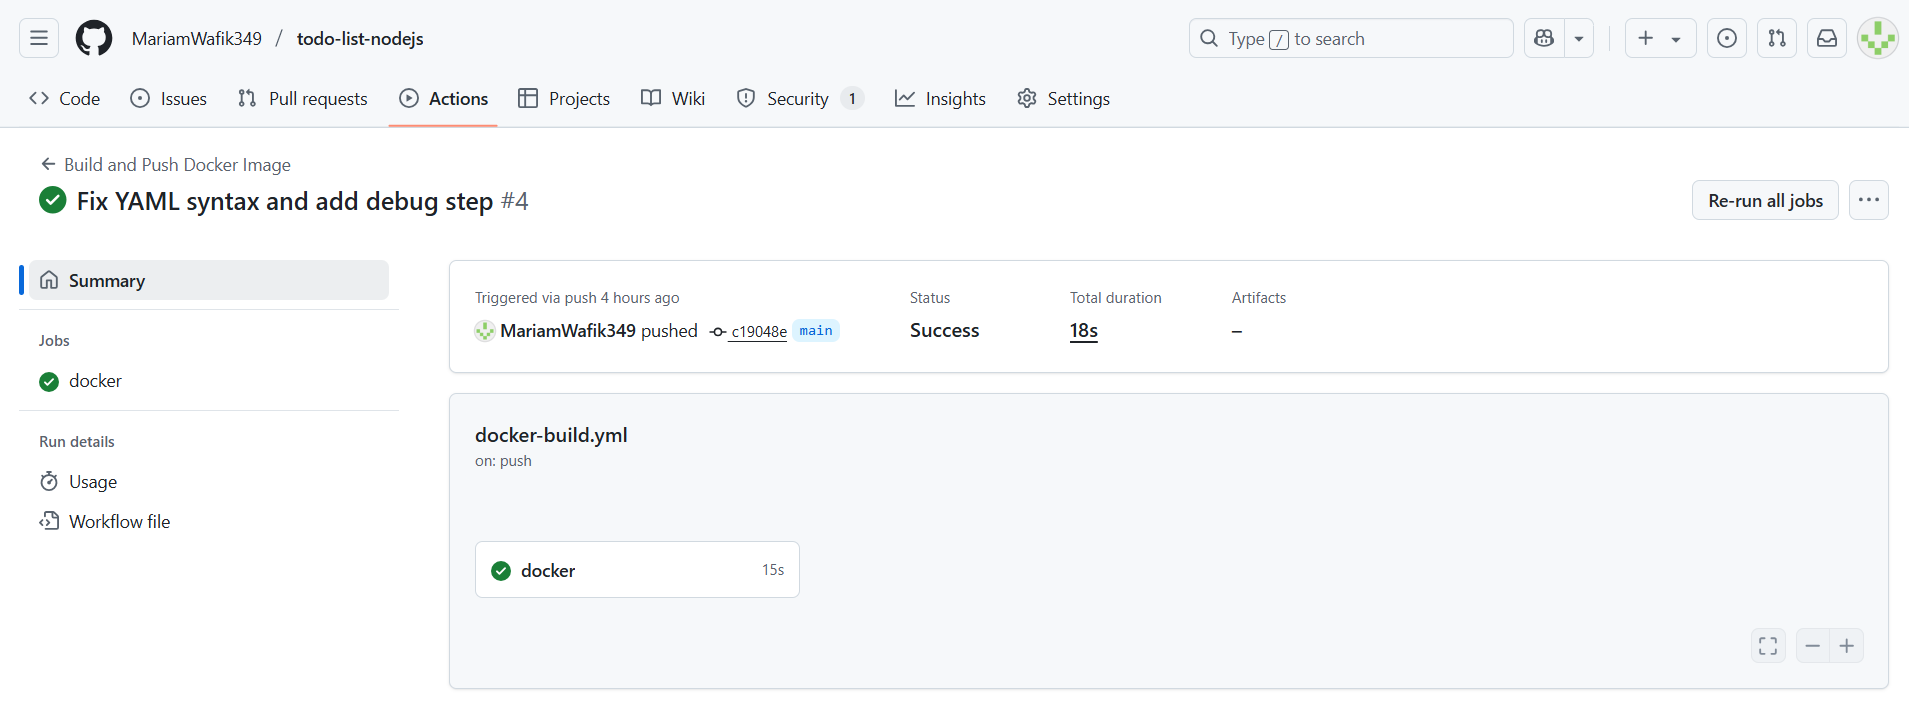 MariamWafik349 / todo-list-nodejs
Type / to search
Code Issues Pull requests Actions Projects Wiki Security 1 Insights Settings
Build and Push Docker Image
Fix YAML syntax and add debug step #4
Re-run all jobs
Summary
Jobs
docker
Run details
Usage
Workflow file
Triggered via push 4 hours ago
MariamWafik349 pushed c19048e main
Status
Success
Total duration
18s
Artifacts
–
docker-build.yml
on: push
docker 15s